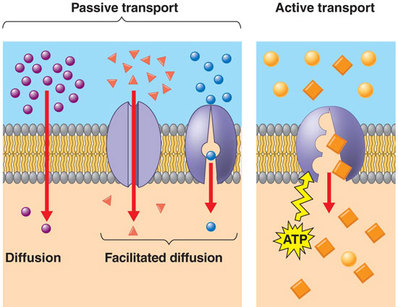 Passive transport
Active transport
ATP
Diffusion
Facilitated diffusion